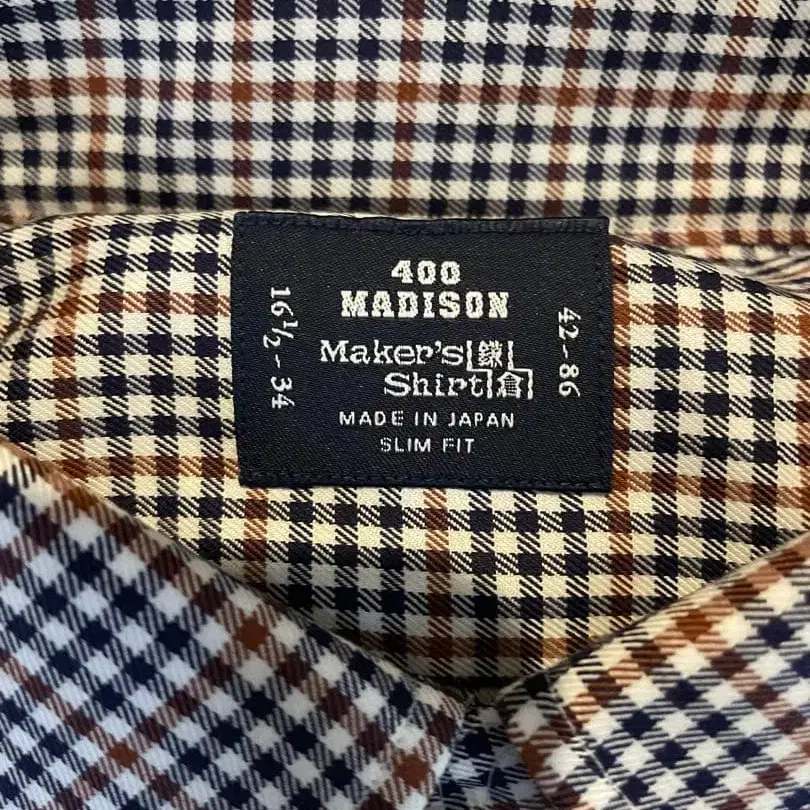 400
MADISON
Maker's 鎌
Shirt 倉
MADE IN JAPAN
SLIM FIT
16½-34
42-86